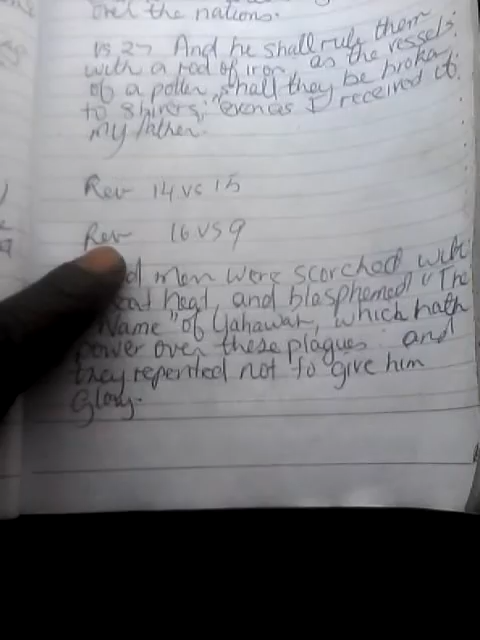 over the nations.
vs 27 And he shall rule them
with a rod of iron, as the vessels
of a potter shall they be broken
to shivers; "even as I received of
my father.
Rev 14 vs 15
Rev 16 vs 9
d men were scorched with
eat heat, and blasphemed "The
Name" of Yahawah, which hath
power over these plagues: and
they repented not to give him
Glory.